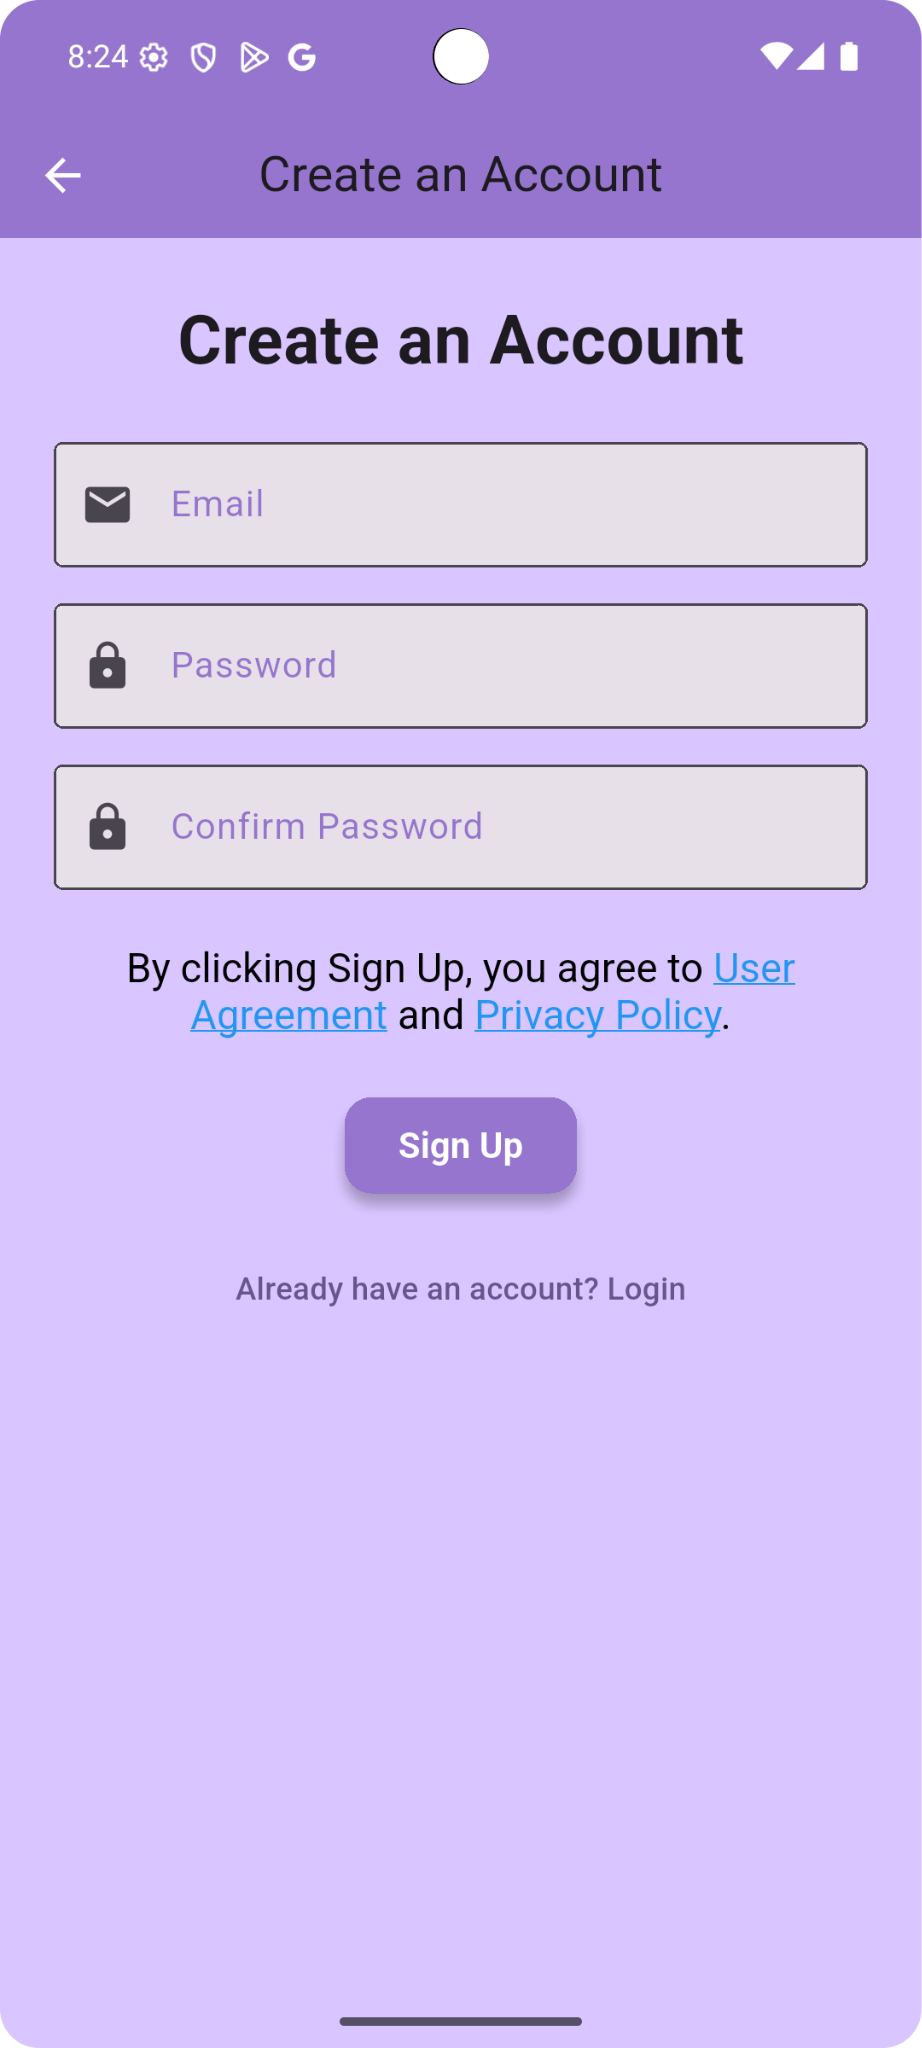 8:24
Create an Account
Create an Account
Email
Password
Confirm Password
By clicking Sign Up, you agree to User
Agreement and Privacy Policy.
Sign Up
Already have an account? Login